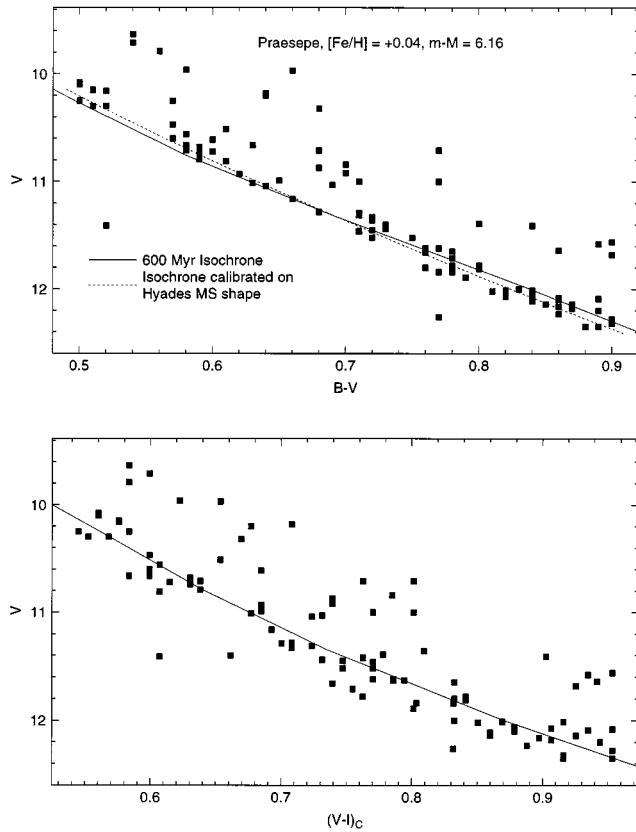 Praesepe, [Fe/H] = +0.04, m-M = 6.16
10
11
12
V
600 Myr Isochrone
Isochrone calibrated on
Hyades MS shape
0.5
0.6
0.7
0.8
0.9
B-V
10
11
12
V
0.6
0.7
0.8
0.9
(V-I)C